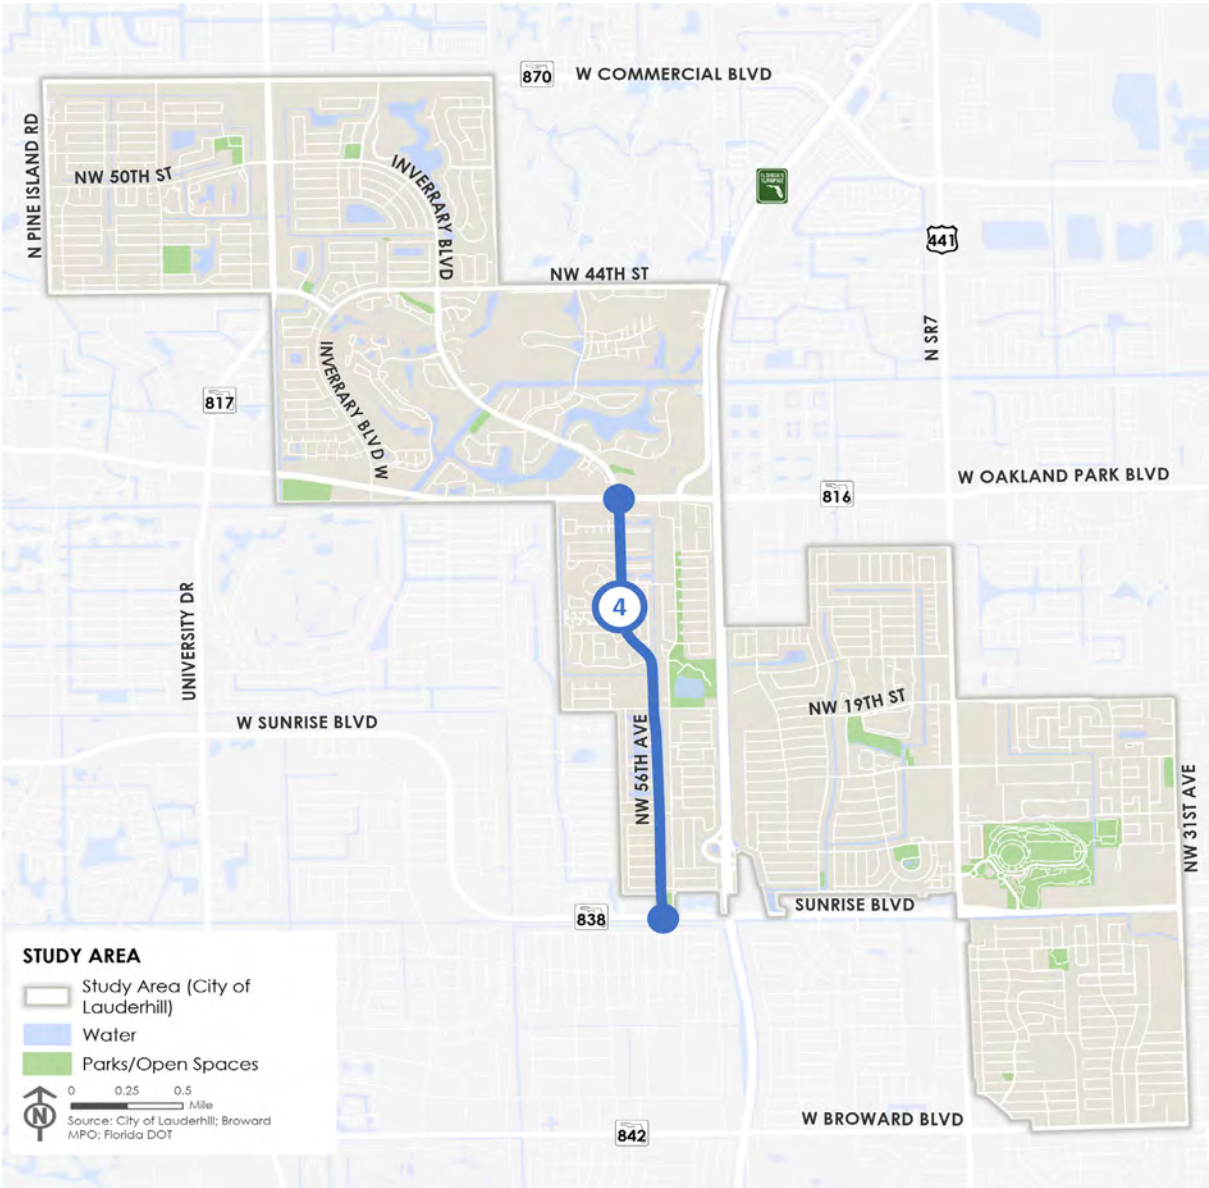 870
W COMMERCIAL BLVD
N PINE ISLAND RD
NW 50TH ST
INVERRARY BLVD
FLORIDA'S
TURNPIKE
441
NW 44TH ST
N SR7
INVERRARY BLVD W
817
W OAKLAND PARK BLVD
816
UNIVERSITY DR
4
W SUNRISE BLVD
NW 19TH ST
NW 56TH AVE
NW 31ST AVE
838
SUNRISE BLVD
STUDY AREA
Study Area (City of
Lauderhill)
Water
Parks/Open Spaces
N
0 0.25 0.5
Mile
Source: City of Lauderhill; Broward
MPO; Florida DOT
W BROWARD BLVD
842